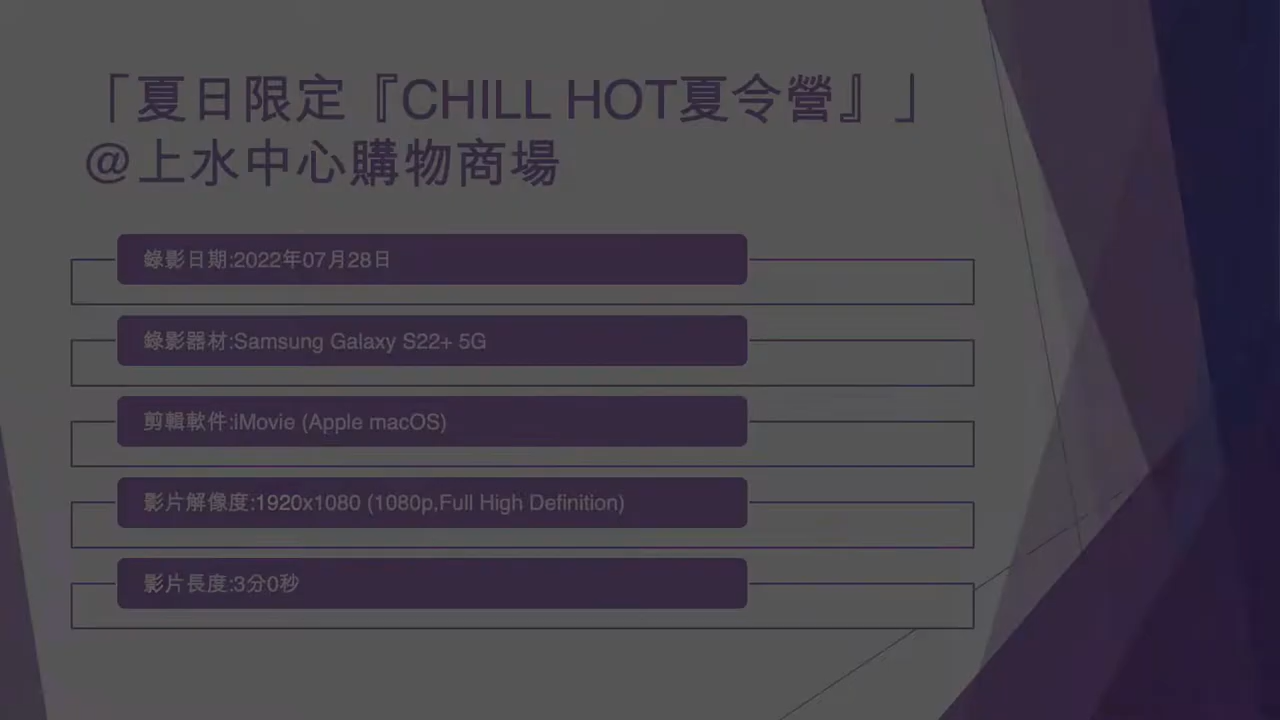 「夏日限定『CHILL HOT夏令營』」
@上水中心購物商場
錄影日期:2022年07月28日
錄影器材:Samsung Galaxy S22+ 5G
剪輯軟件:iMovie (Apple macOS)
影片解像度:1920x1080 (1080p,Full High Definition)
影片長度:3分0秒